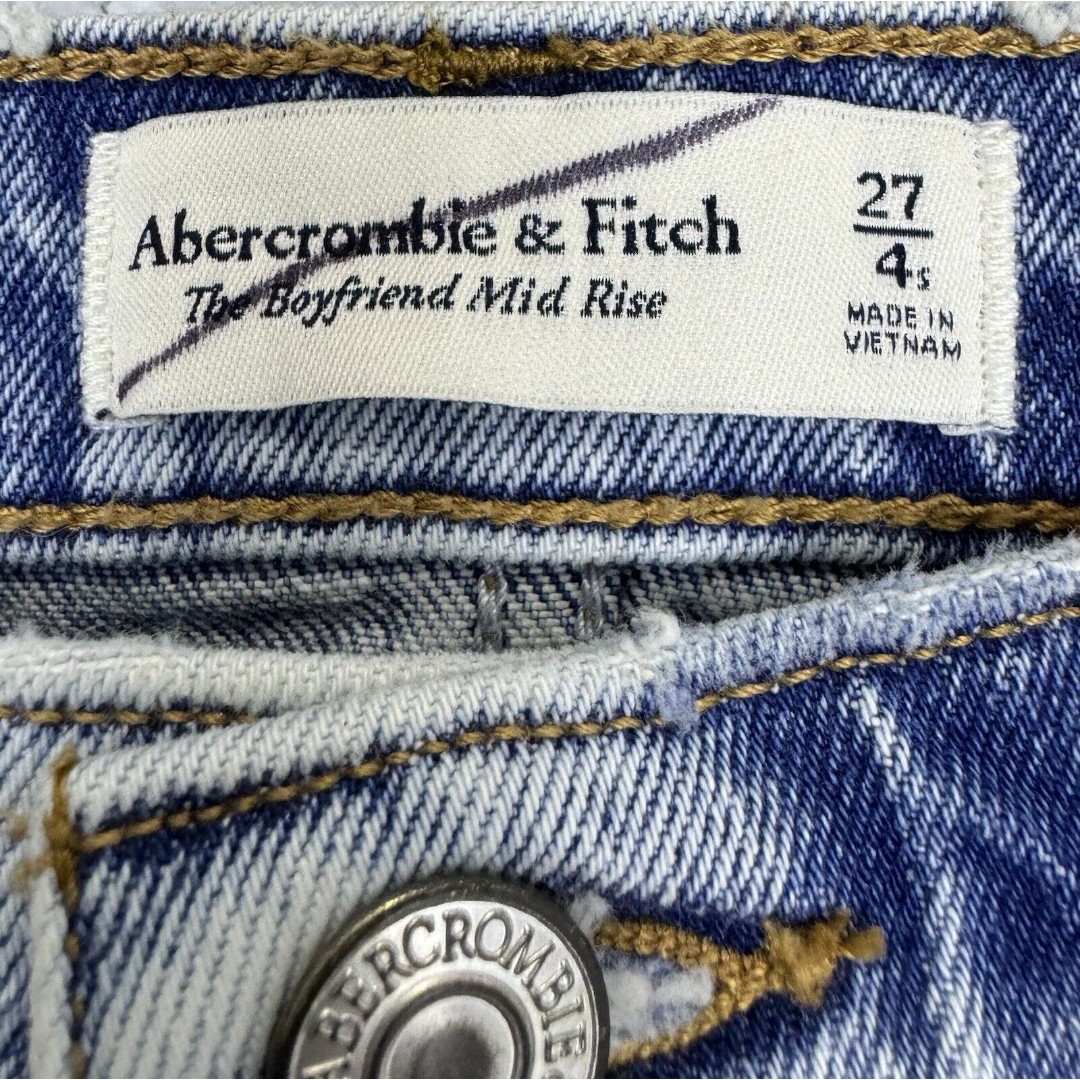 Abercrombie & Fitch
The Boyfriend Mid Rise
27
4s
MADE IN
VIETNAM
ABERCROMBIE &